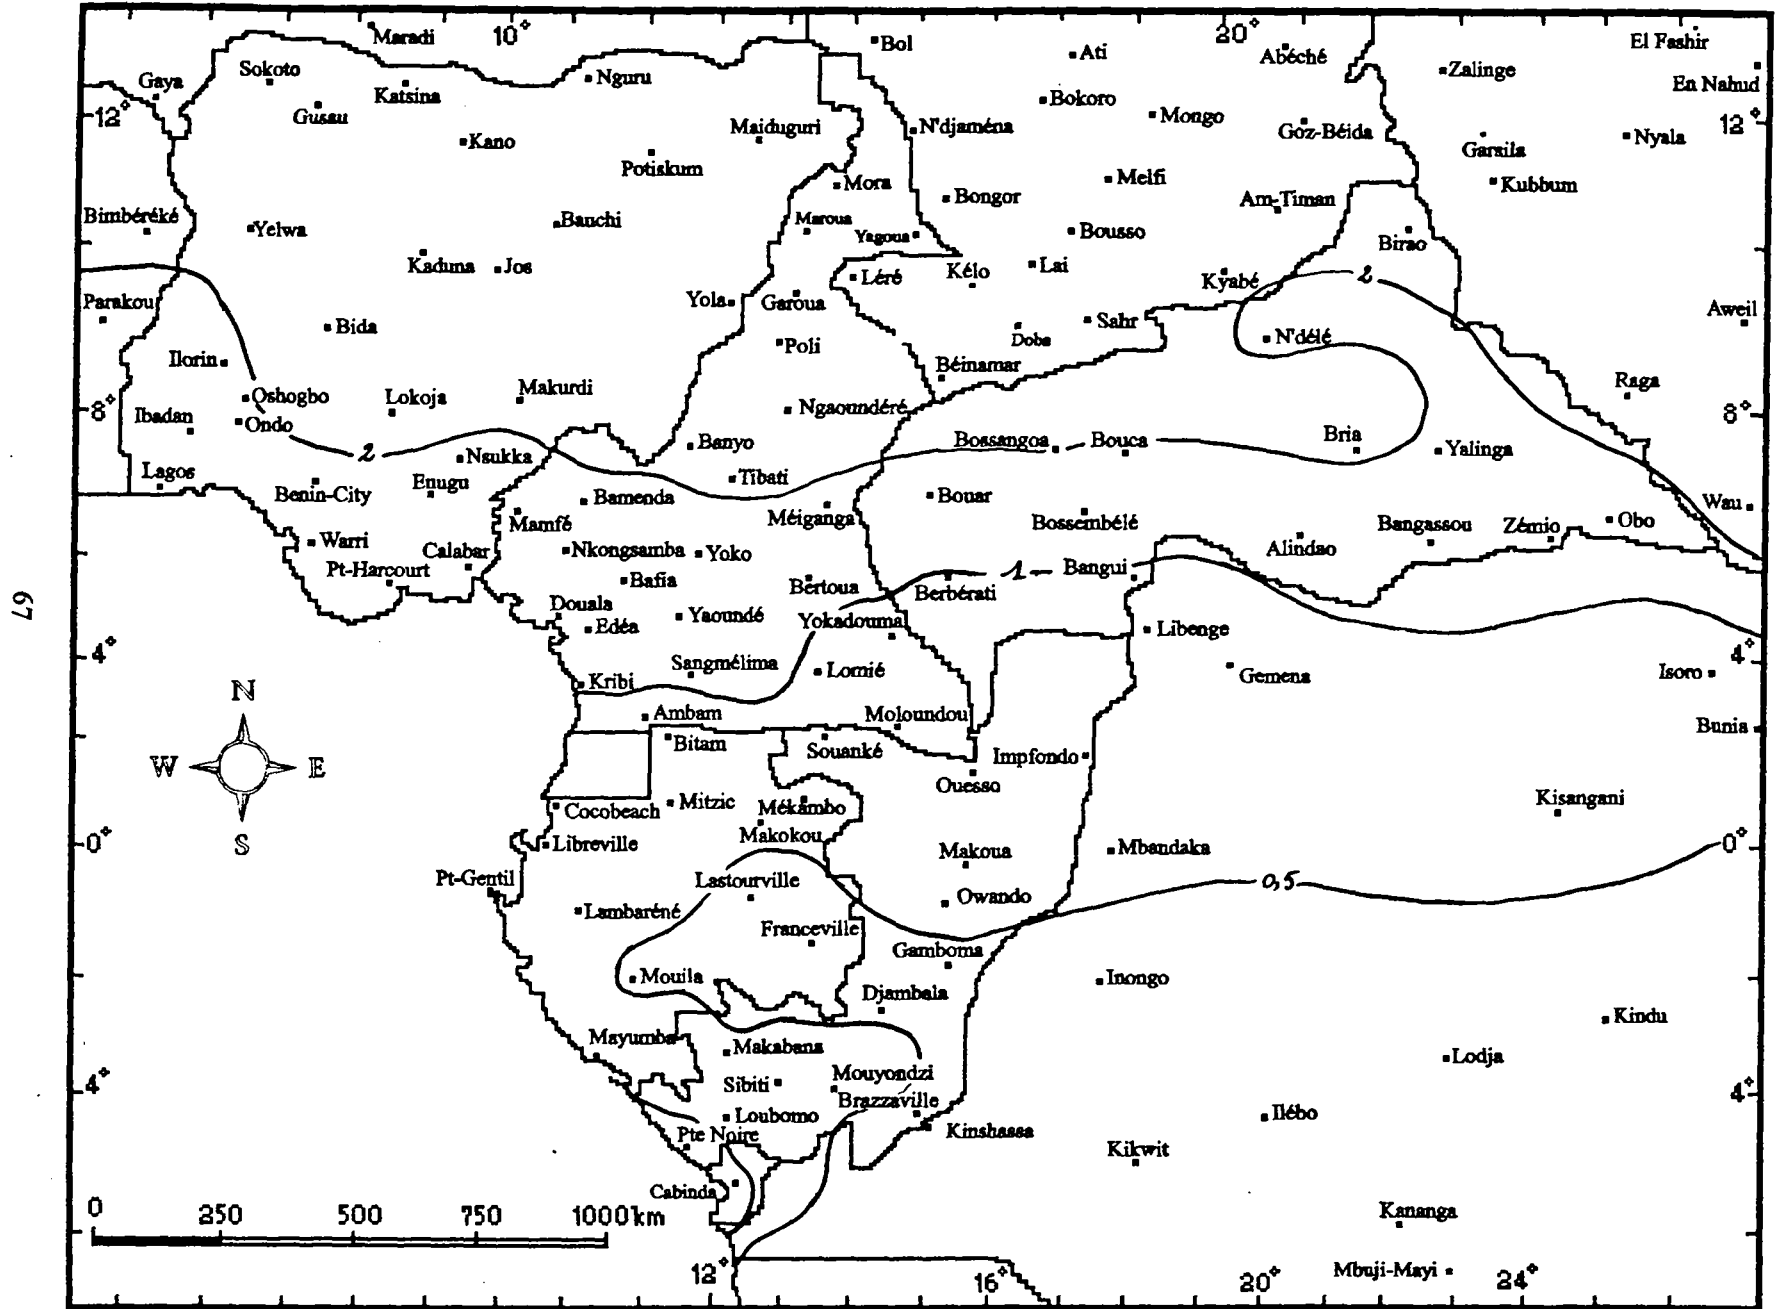 Maradi
10°
Bol
Ati
20°
Abéché
El Fashir
Gaya
Sokoto
Katsina
Nguru
Zalinge
En Nahud
12°
Gusau
Bokoro
Mongo
Goz-Béida
12°
Kano
Maiduguri
N'djaména
Garsila
Nyala
Potiskum
Mora
Bongor
Melfi
Am-Timan
Kubbum
Bimbéréké
Yelwa
Bauchi
Maroua
Yagoua
Bousso
Birao
Kaduna
Jos
Léré
Kélo
Lai
Kyabé
2
Parakou
Yola
Garoua
Aweil
Bida
Poli
Doba
Sahr
N'délé
Ilorin
Béinamar
Raga
Oshogbo
Lokoja
Makurdi
Ngaoundéré
8°
Ibadan
Ondo
8°
2
Nsukka
Banyo
Bossangoa
Bouca
Bria
Yalinga
Lagos
Benin-City
Enugu
Tibati
Bamenda
Bouar
Wau
Mamfé
Méiganga
Bossembélé
Bangassou
Zémio
Obo
Warri
Calabar
Nkongsamba
Yoko
Alindao
Pt-Harcourt
Bafia
Bertoua
Berbérati
1
Bangui
67
Douala
Edéa
Yaoundé
Yokadouma
Libenge
4°
Sangmélima
Lomié
4°
Kribi
Gemena
Isoro
N
Ambam
Moloundou
Bunia
Bitam
Souanké
Impfondo
W
E
Ouesso
Cocobeach
Mitzic
Mékambo
Kisangani
S
0°
Libreville
Makokou
Makoua
Mbandaka
0°
Pt-Gentil
Lastourville
0,5
Lambaréné
Owando
Franceville
Gamboma
Mouila
Inongo
Djambala
Kindu
Mayumba
Makabana
Lodja
4°
Sibiti
Mouyondzi
4°
Brazzaville
Loubomo
Ilébo
Pte Noire
Kinshassa
Kikwit
Cabinda
0
250
500
750
1000km
Kananga
12°
16°
20°
Mbuji-Mayi
24°